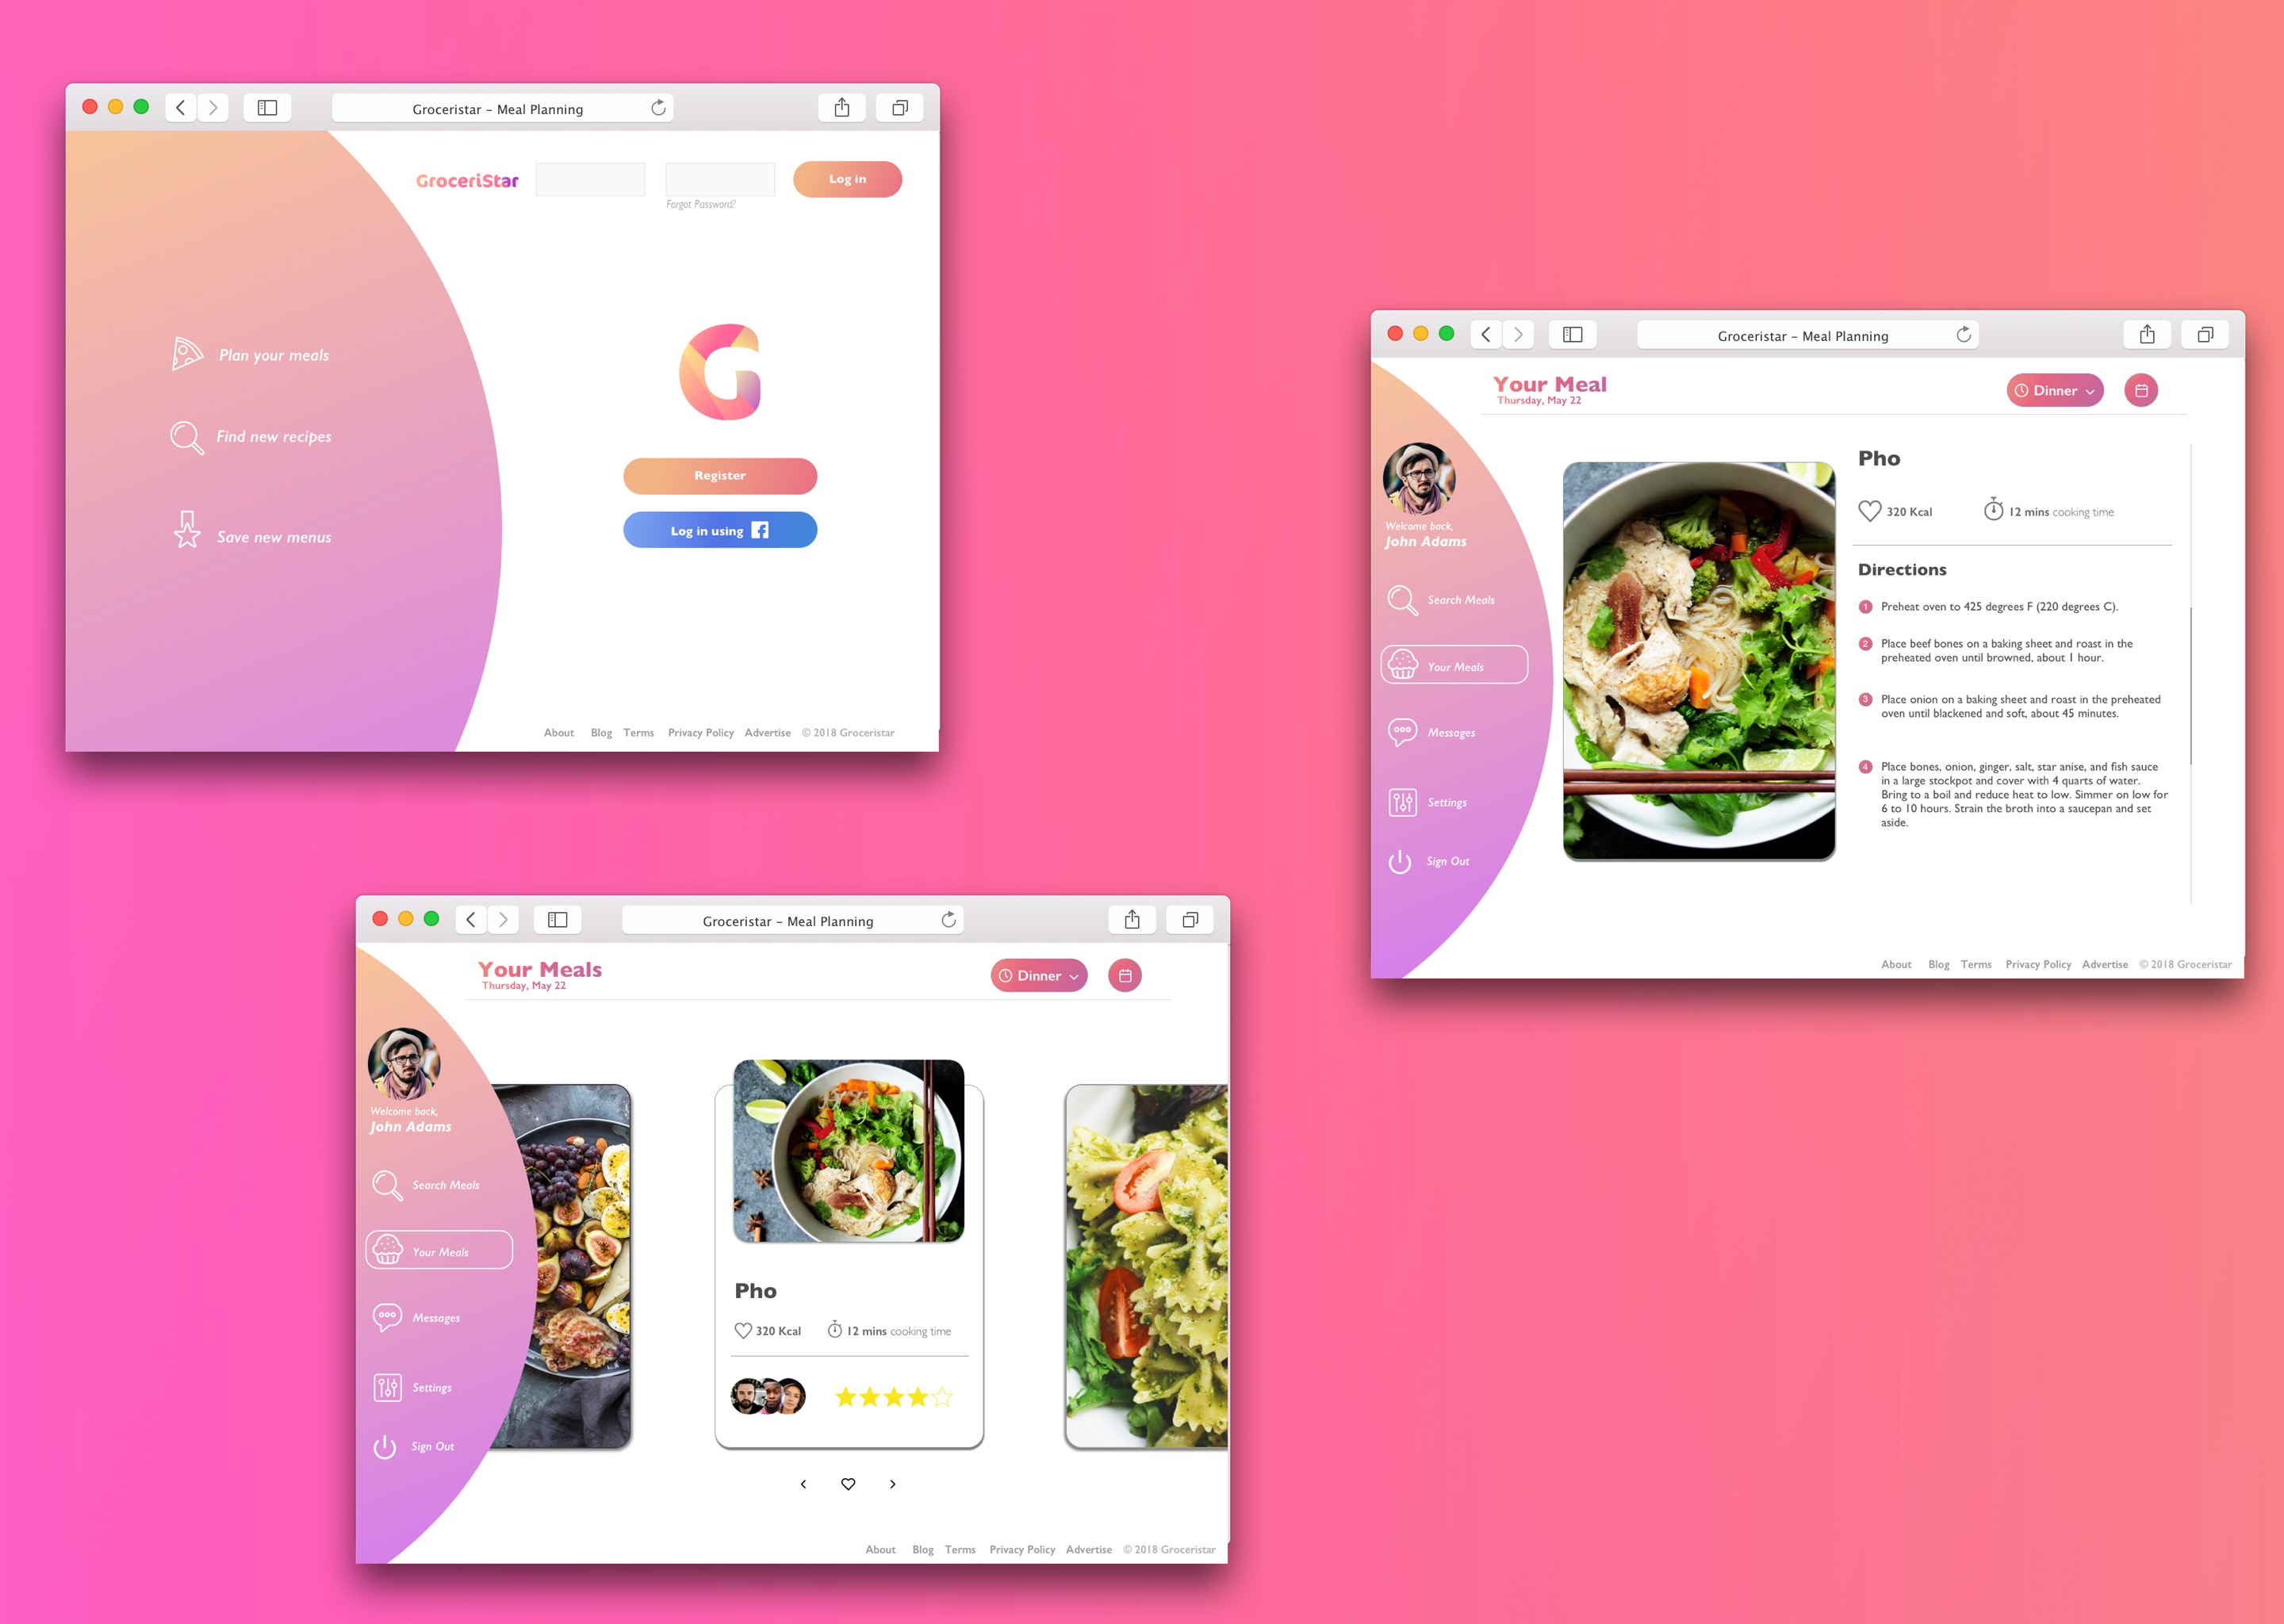 Groceristar – Meal Planning
GroceriStar
Log in
Forgot Password?
Plan your meals
Find new recipes
Save new menus
G
Register
Log in using f
About Blog Terms Privacy Policy Advertise © 2018 Groceristar
Groceristar – Meal Planning
Your Meal
Thursday, May 22
Dinner
Welcome back,
John Adams
Search Meals
Your Meals
Messages
Settings
Sign Out
Pho
320 Kcal
12 mins cooking time
Directions
1 Preheat oven to 425 degrees F (220 degrees C).
2 Place beef bones on a baking sheet and roast in the
preheated oven until browned, about 1 hour.
3 Place onion on a baking sheet and roast in the preheated
oven until blackened and soft, about 45 minutes.
4 Place bones, onion, ginger, salt, star anise, and fish sauce
in a large stockpot and cover with 4 quarts of water.
Bring to a boil and reduce heat to low. Simmer on low for
6 to 10 hours. Strain the broth into a saucepan and set
aside.
About Blog Terms Privacy Policy Advertise © 2018 Groceristar
Groceristar – Meal Planning
Your Meals
Thursday, May 22
Dinner
Welcome back,
John Adams
Search Meals
Your Meals
Messages
Settings
Sign Out
Pho
320 Kcal
12 mins cooking time
About Blog Terms Privacy Policy Advertise © 2018 Groceristar